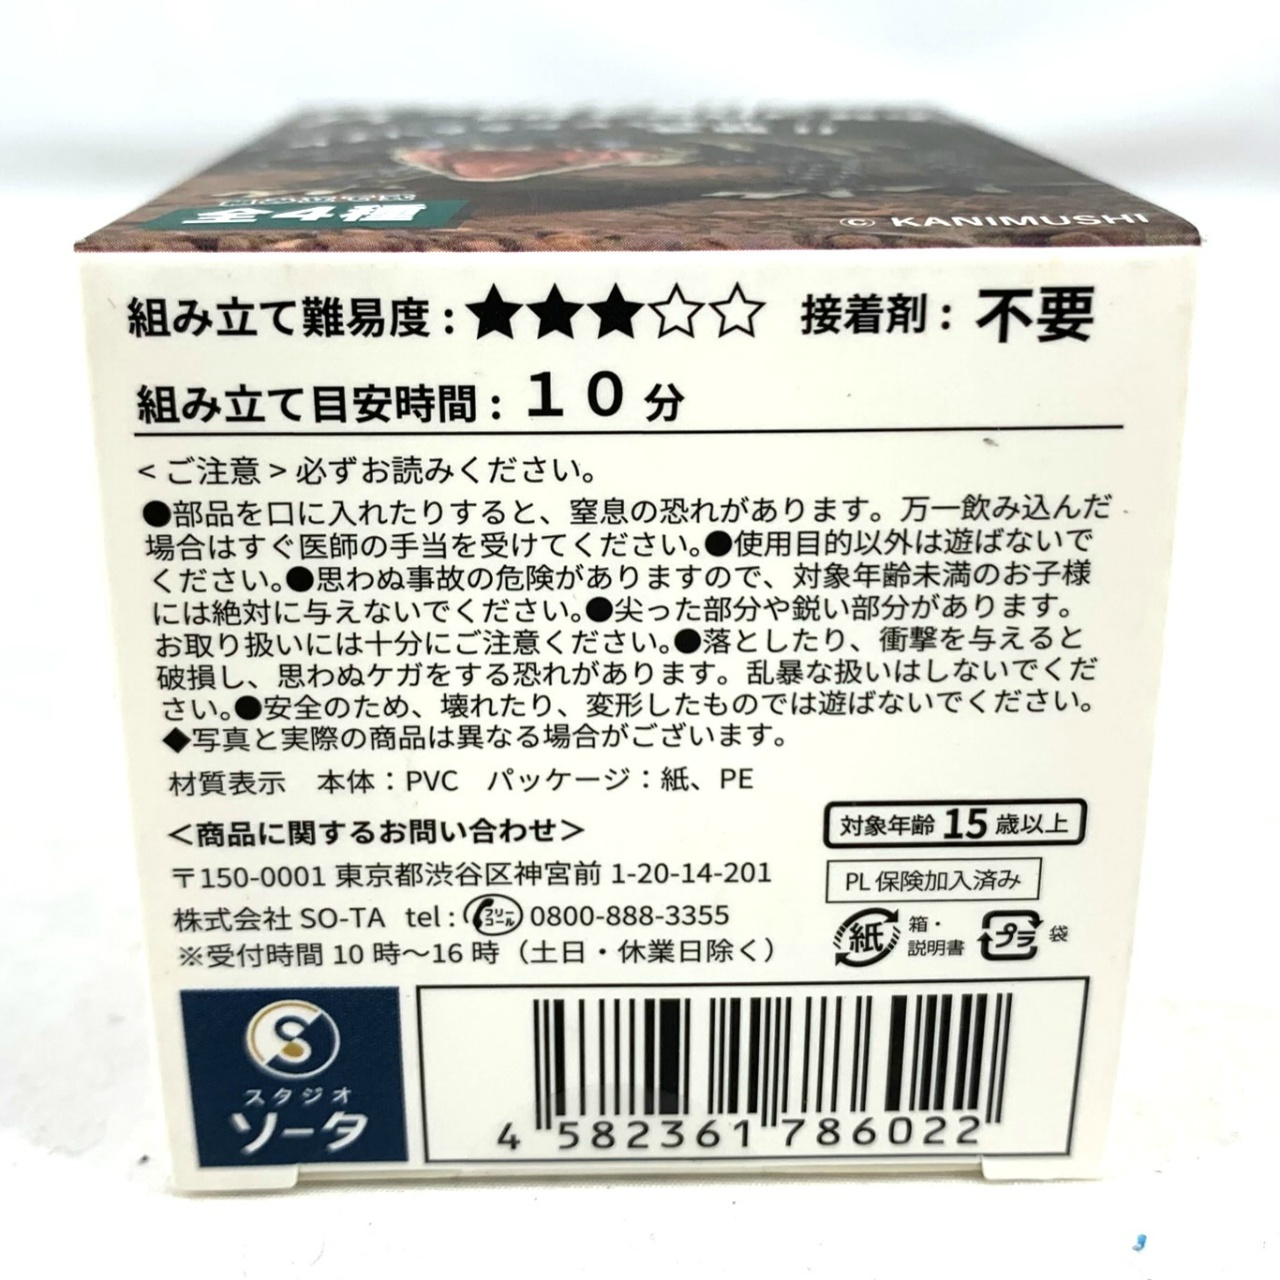 © KANIMUSHI
組み立て難易度：★★★☆☆ 接着剤：不要
組み立て目安時間：１０分
<ご注意>必ずお読みください。
●部品を口に入れたりすると、窒息の恐れがあります。万一飲み込んだ
場合はすぐ医師の手当を受けてください。●使用目的以外は遊ばないで
ください。●思わぬ事故の危険がありますので、対象年齢未満のお子様
には絶対に与えないでください。●尖った部分や鋭い部分があります。
お取り扱いには十分にご注意ください。●落としたり、衝撃を与えると
破損し、思わぬケガをする恐れがあります。乱暴な扱いはしないでくだ
さい。●安全のため、壊れたり、変形したものでは遊ばないでください。
◆写真と実際の商品は異なる場合がございます。
材質表示 本体：PVC パッケージ：紙、PE
＜商品に関するお問い合わせ＞
〒150-0001 東京都渋谷区神宮前 1-20-14-201
株式会社 SO-TA tel : フリーコール 0800-888-3355
※受付時間 10 時～16 時（土日・休業日除く）
対象年齢 15 歳以上
PL 保険加入済み
紙 箱・説明書 プラ 袋
S
スタジオ
ソータ
4 582361 786022